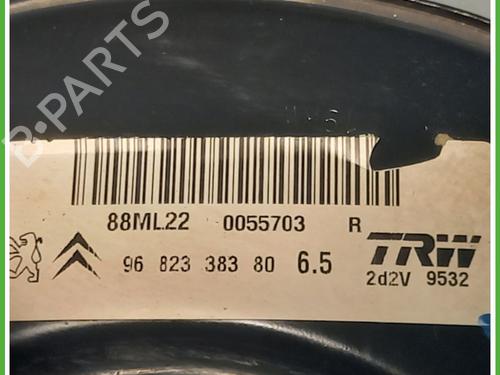 B-PARTS
88ML22 0055703 R
TRW
96 823 383 80 6.5
2d2V 9532